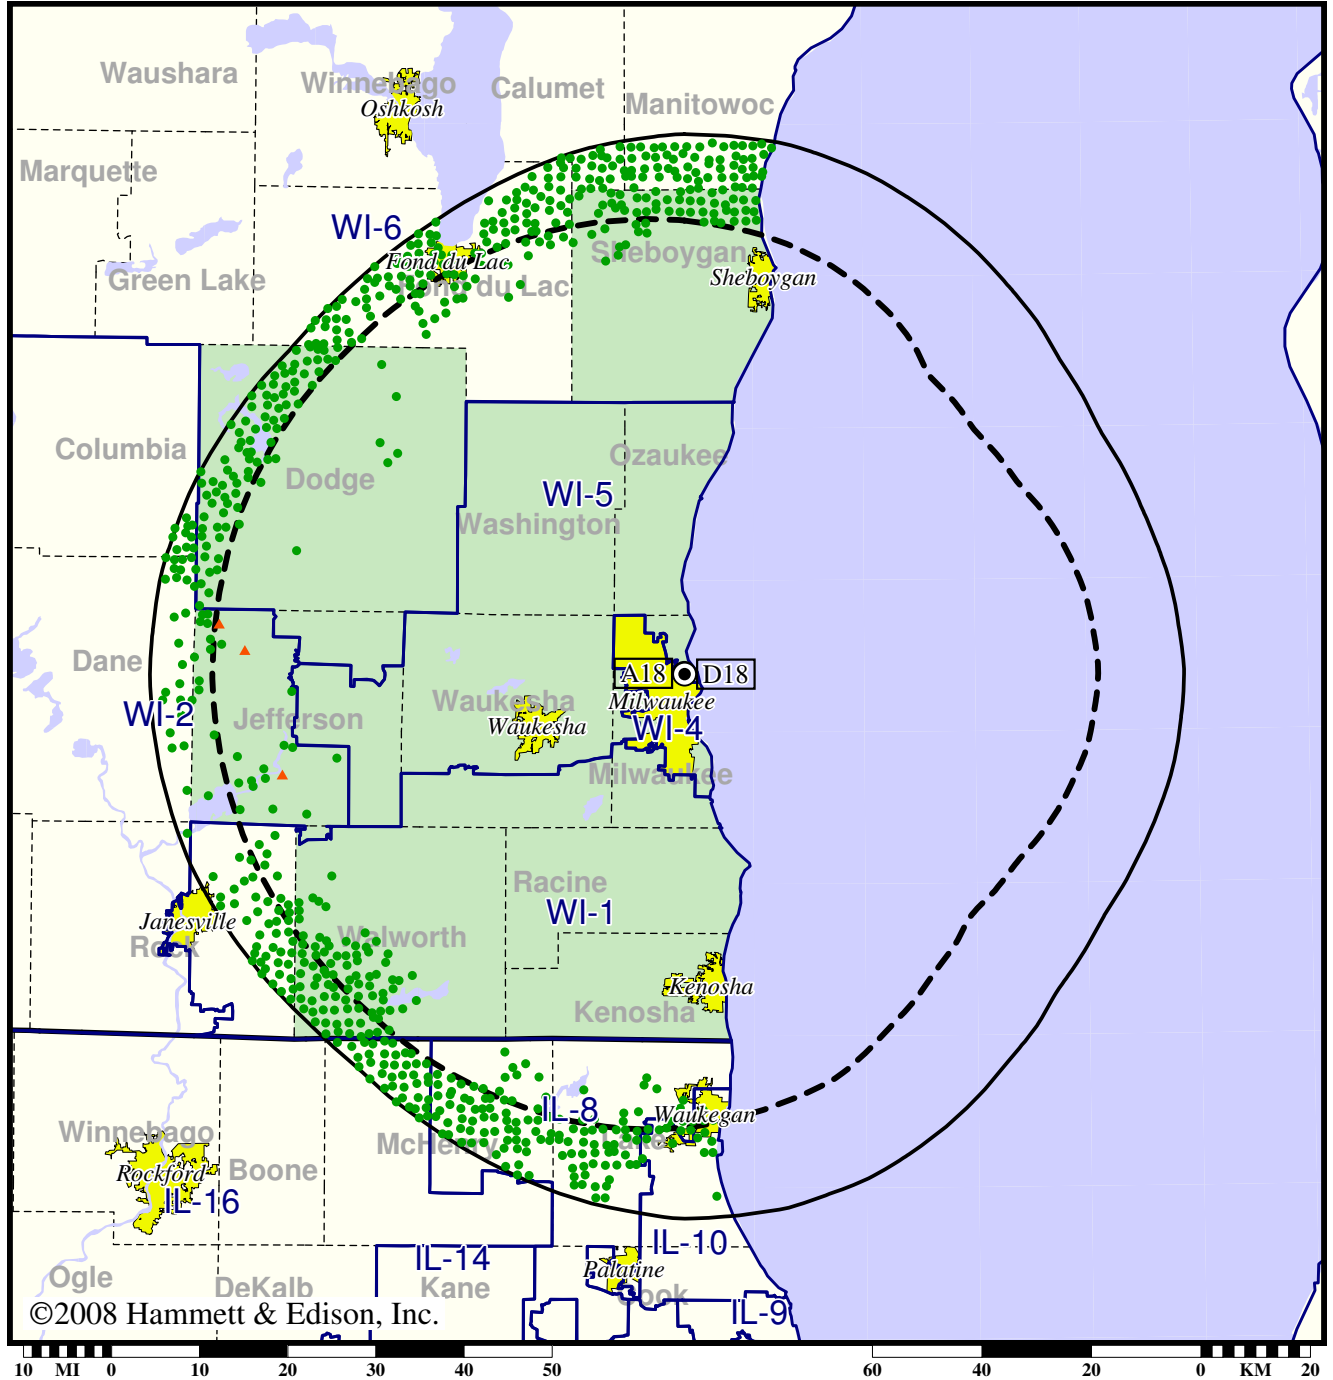 Waushara
Winnebago
Calumet
Manitowoc
Oshkosh
Marquette
WI-6
Green Lake
Fond du Lac
Fond du Lac
Sheboygan
Sheboygan
Columbia
Dodge
Ozaukee
WI-5
Washington
Dane
A18
D18
Waukesha
Milwaukee
WI-2
Jefferson
Waukesha
WI-4
Milwaukee
Racine
WI-1
Janesville
Rock
Walworth
Kenosha
Kenosha
IL-8
Waukegan
Winnebago
McHenry
Lake
Rockford
Boone
IL-16
IL-14
IL-10
Ogle
DeKalb
Kane
Palatine
Cook
IL-9
©2008 Hammett & Edison, Inc.
10 MI 0 10 20 30 40 50 60 40 20 0 KM 20